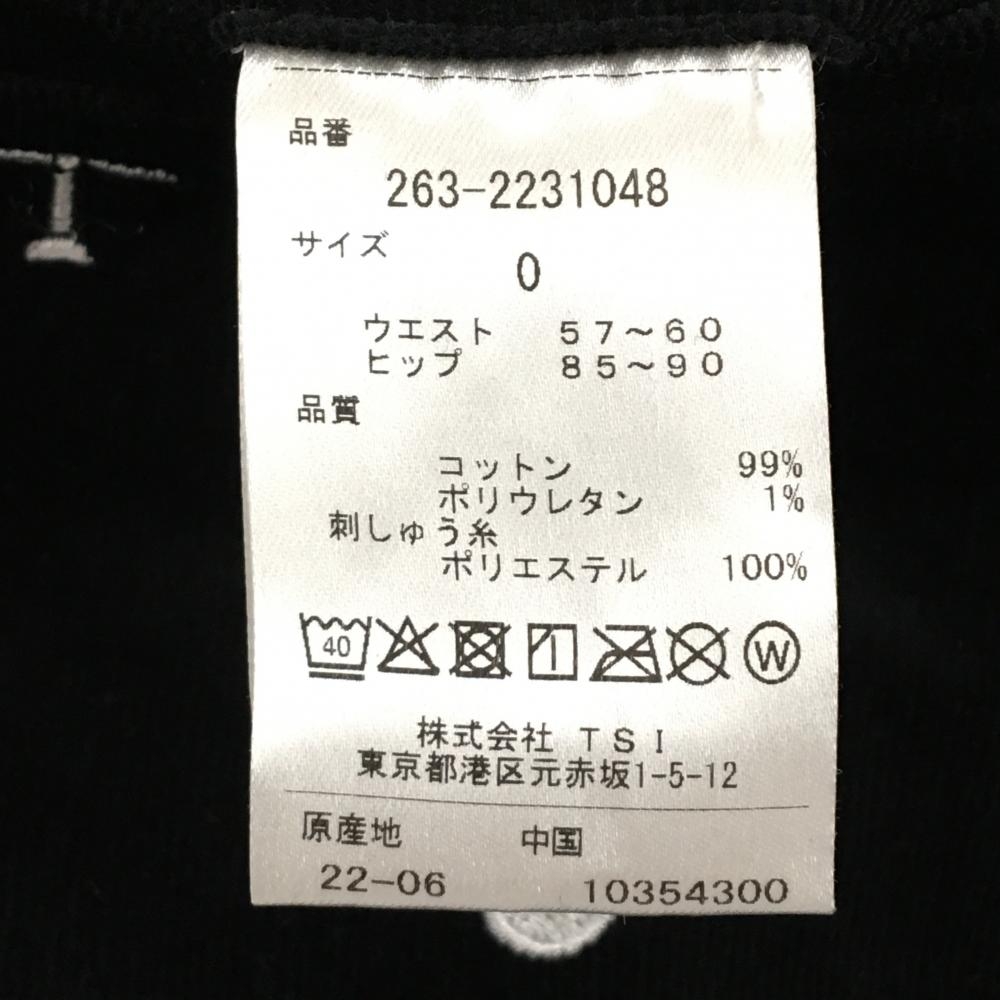 品番
263-2231048
サイズ
0
ウエスト 57～60
ヒップ 85～90
品質
コットン 99%
ポリウレタン 1%
刺しゅう糸
ポリエステル 100%
40 W
株式会社 TSI
東京都港区元赤坂1-5-12
原産地 中国
22-06 10354300